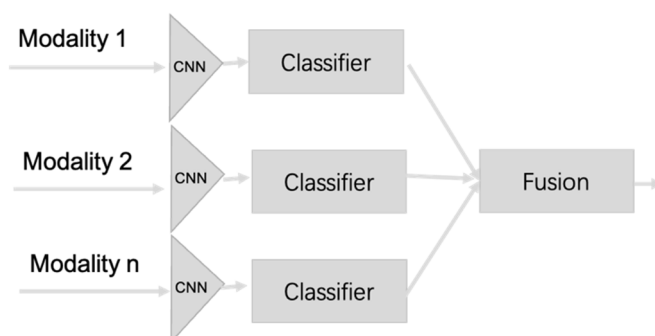 Modality 1
CNN
Classifier
Modality 2
CNN
Classifier
Fusion
Modality n
CNN
Classifier